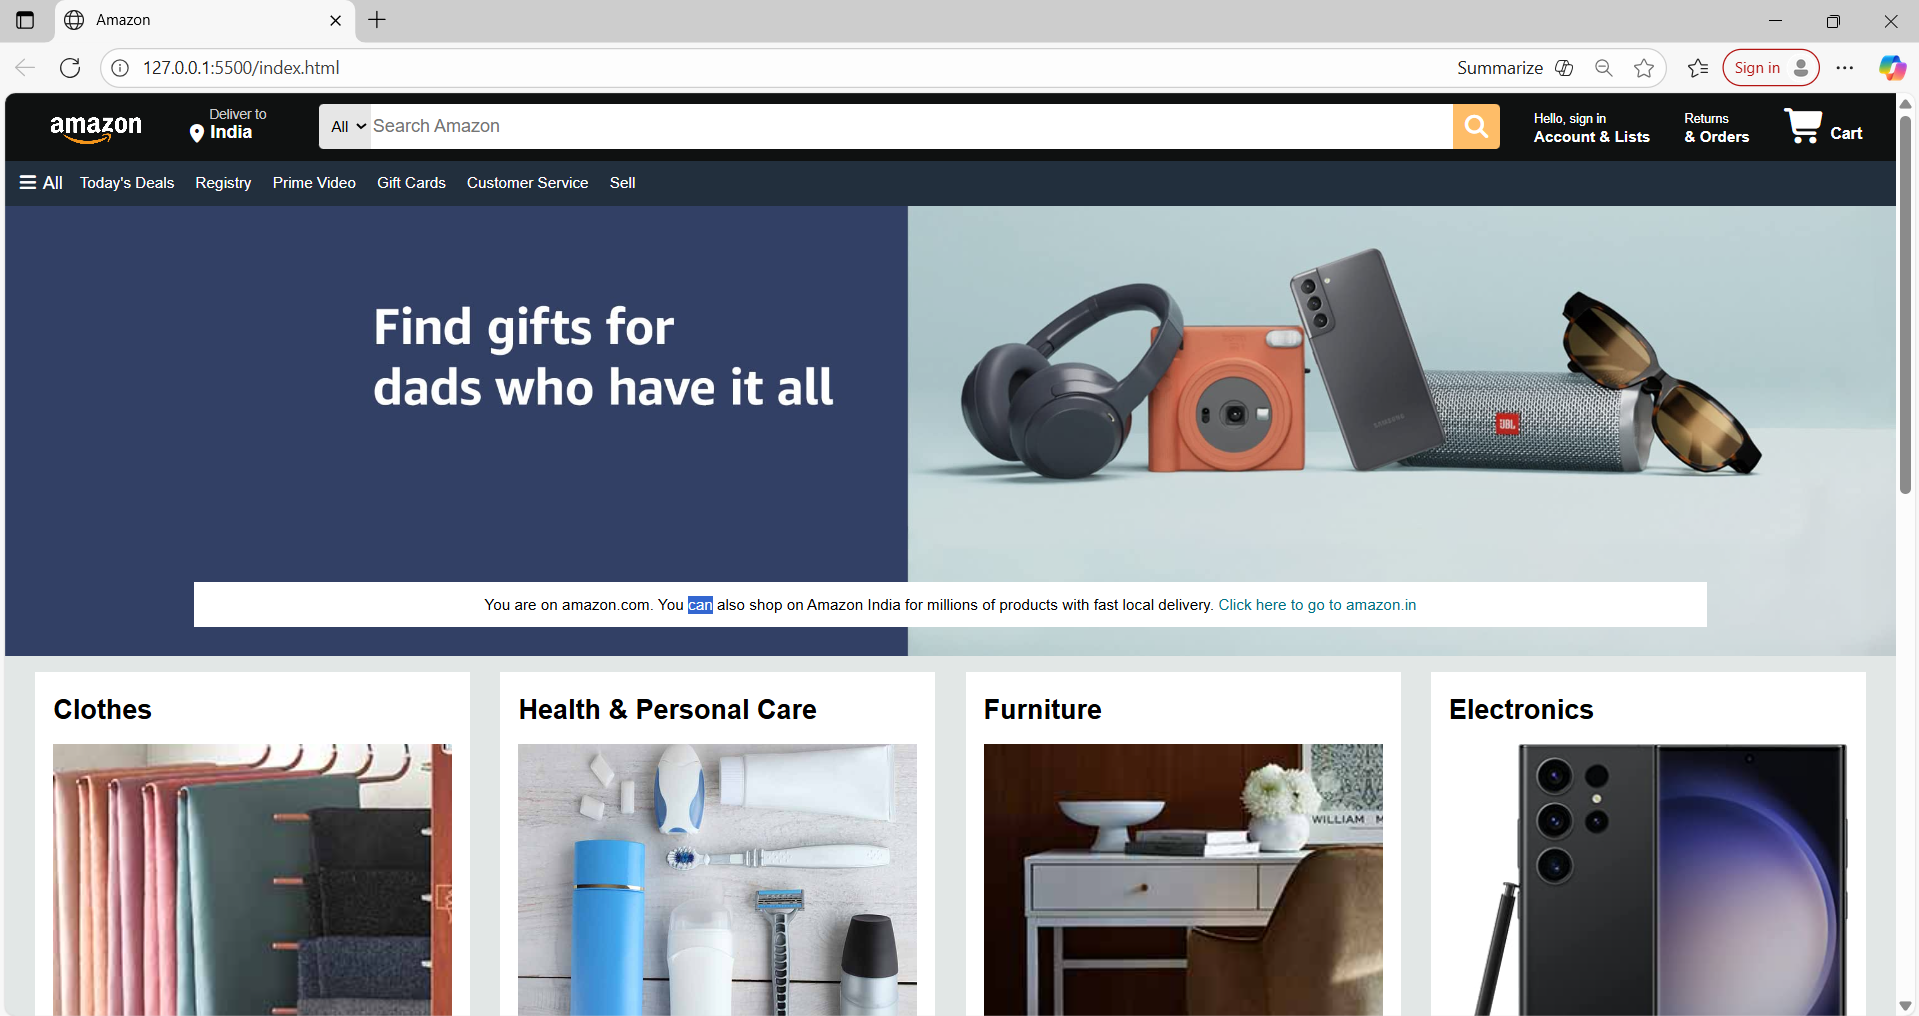 Amazon
127.0.0.1:5500/index.html
Summarize
Sign in
amazon
Deliver to
India
All
Search Amazon
Hello, sign in
Account & Lists
Returns
& Orders
Cart
All Today's Deals Registry Prime Video Gift Cards Customer Service Sell
Find gifts for
dads who have it all
SAMSUNG
JBL
You are on amazon.com. You can also shop on Amazon India for millions of products with fast local delivery. Click here to go to amazon.in
Clothes
Health & Personal Care
Furniture
Electronics
WILLIAM M